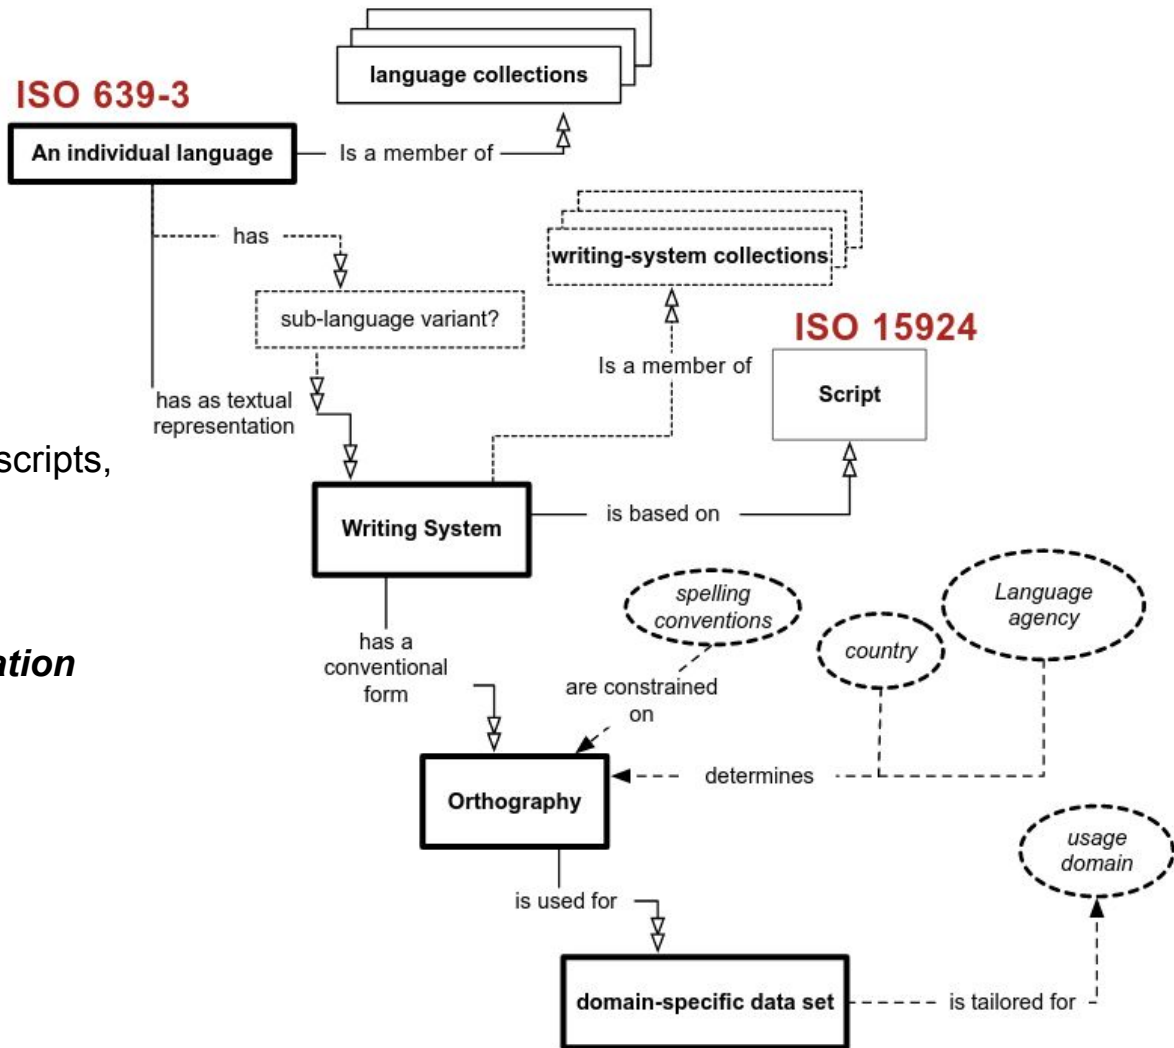 language collections
ISO 639-3
An individual language
Is a member of
has
writing-system collections
sub-language variant?
ISO 15924
Is a member of
Script
has as textual
representation
scripts,
Writing System
is based on
spelling
conventions
Language
agency
has a
conventional
form
country
ation
are constrained
on
determines
Orthography
usage
domain
is used for
domain-specific data set
is tailored for